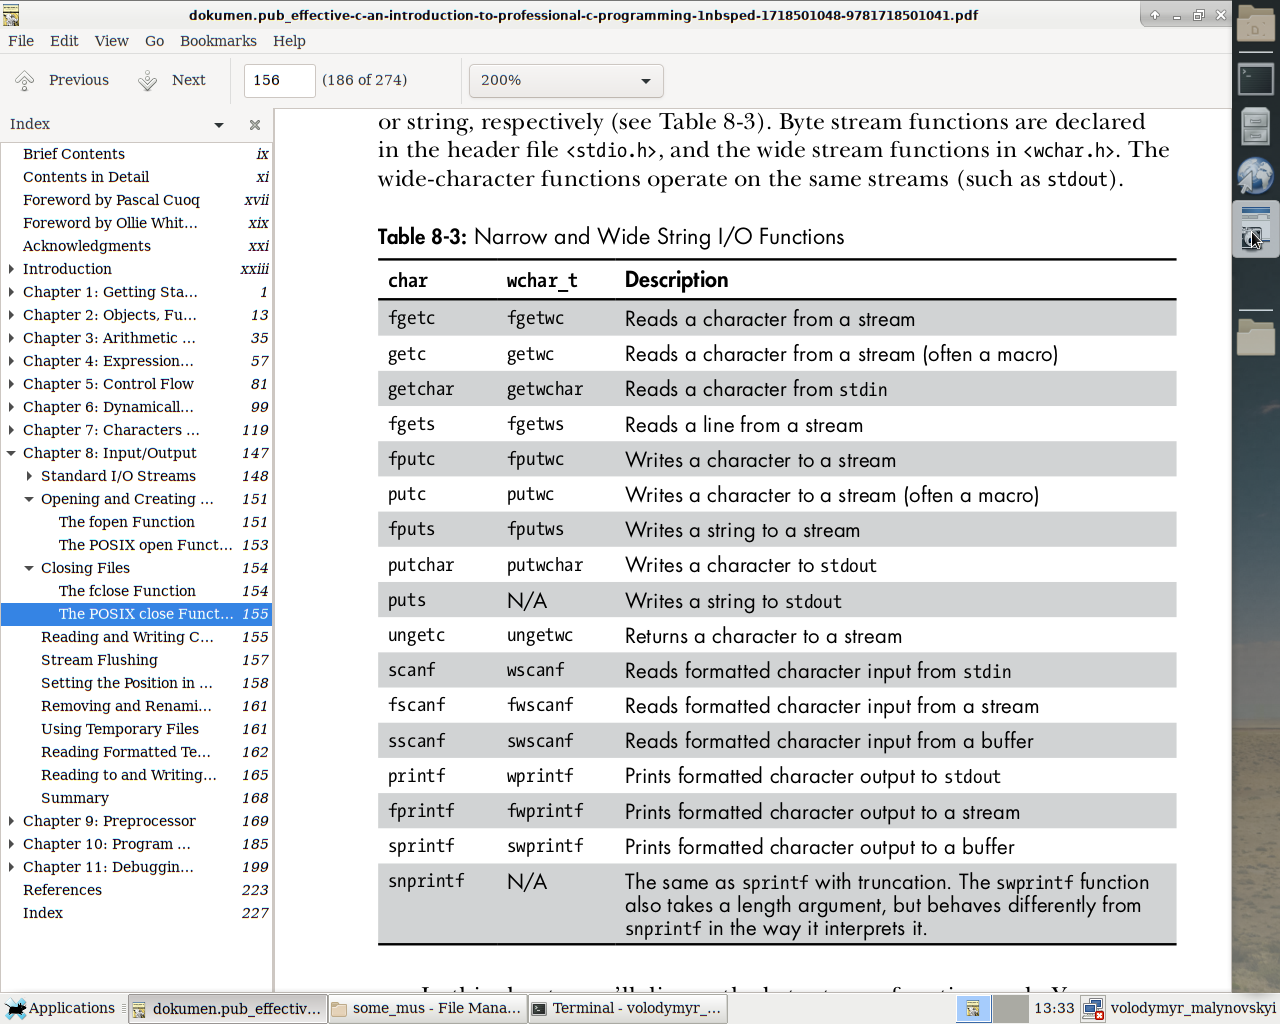 dokumen.pub_effective-c-an-introduction-to-professional-c-programming-1nbsped-1718501048-9781718501041.pdf
File Edit View Go Bookmarks Help
Previous Next 156 (186 of 274) 200%
Index
Brief Contents ix
Contents in Detail xi
Foreword by Pascal Cuoq xvii
Foreword by Ollie Whit... xix
Acknowledgments xxi
Introduction xxiii
Chapter 1: Getting Sta... 1
Chapter 2: Objects, Fu... 13
Chapter 3: Arithmetic ... 35
Chapter 4: Expression... 57
Chapter 5: Control Flow 81
Chapter 6: Dynamicall... 99
Chapter 7: Characters ... 119
Chapter 8: Input/Output 147
Standard I/O Streams 148
Opening and Creating ... 151
The fopen Function 151
The POSIX open Funct... 153
Closing Files 154
The fclose Function 154
The POSIX close Funct... 155
Reading and Writing C... 155
Stream Flushing 157
Setting the Position in ... 158
Removing and Renami... 161
Using Temporary Files 161
Reading Formatted Te... 162
Reading to and Writing... 165
Summary 168
Chapter 9: Preprocessor 169
Chapter 10: Program ... 185
Chapter 11: Debuggin... 199
References 223
Index 227
or string, respectively (see Table 8-3). Byte stream functions are declared
in the header file <stdio.h>, and the wide stream functions in <wchar.h>. The
wide-character functions operate on the same streams (such as stdout).
Table 8-3: Narrow and Wide String I/O Functions
char wchar_t Description
fgetc fgetwc Reads a character from a stream
getc getwc Reads a character from a stream (often a macro)
getchar getwchar Reads a character from stdin
fgets fgetws Reads a line from a stream
fputc fputwc Writes a character to a stream
putc putwc Writes a character to a stream (often a macro)
fputs fputws Writes a string to a stream
putchar putwchar Writes a character to stdout
puts N/A Writes a string to stdout
ungetc ungetwc Returns a character to a stream
scanf wscanf Reads formatted character input from stdin
fscanf fwscanf Reads formatted character input from a stream
sscanf swscanf Reads formatted character input from a buffer
printf wprintf Prints formatted character output to stdout
fprintf fwprintf Prints formatted character output to a stream
sprintf swprintf Prints formatted character output to a buffer
snprintf N/A The same as sprintf with truncation. The swprintf function
also takes a length argument, but behaves differently from
snprintf in the way it interprets it.
Applications dokumen.pub_effectiv... some_mus - File Mana... Terminal - volodymyr_... 13:33 volodymyr_malynovskyi